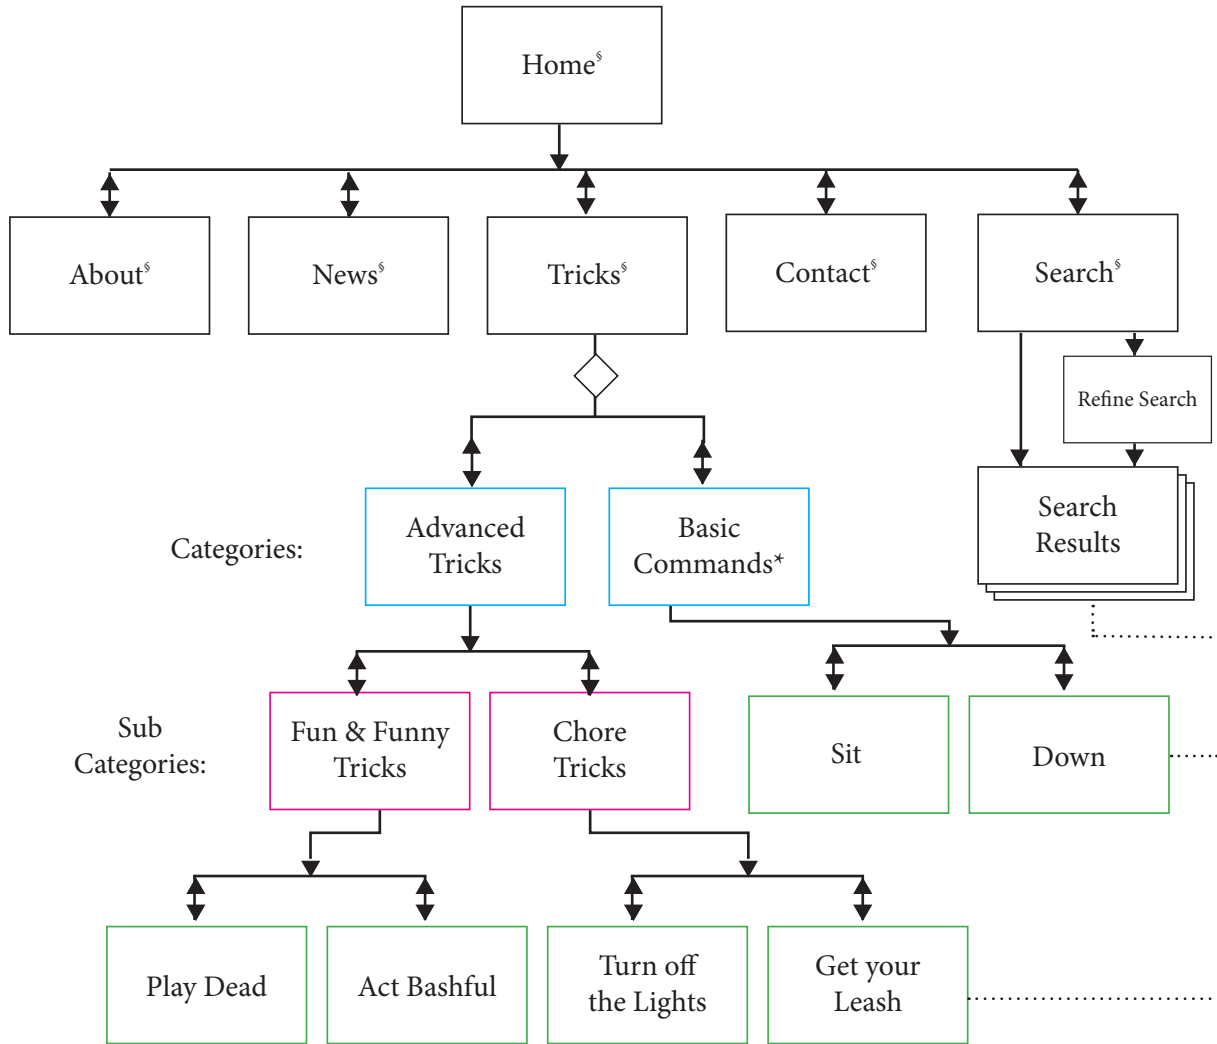 Home§
About§
News§
Tricks§
Contact§
Search§
Refine Search
Search
Results
Categories:
Advanced
Tricks
Basic
Commands*
Sub
Categories:
Fun & Funny
Tricks
Chore
Tricks
Sit
Down
Play Dead
Act Bashful
Turn off
the Lights
Get your
Leash